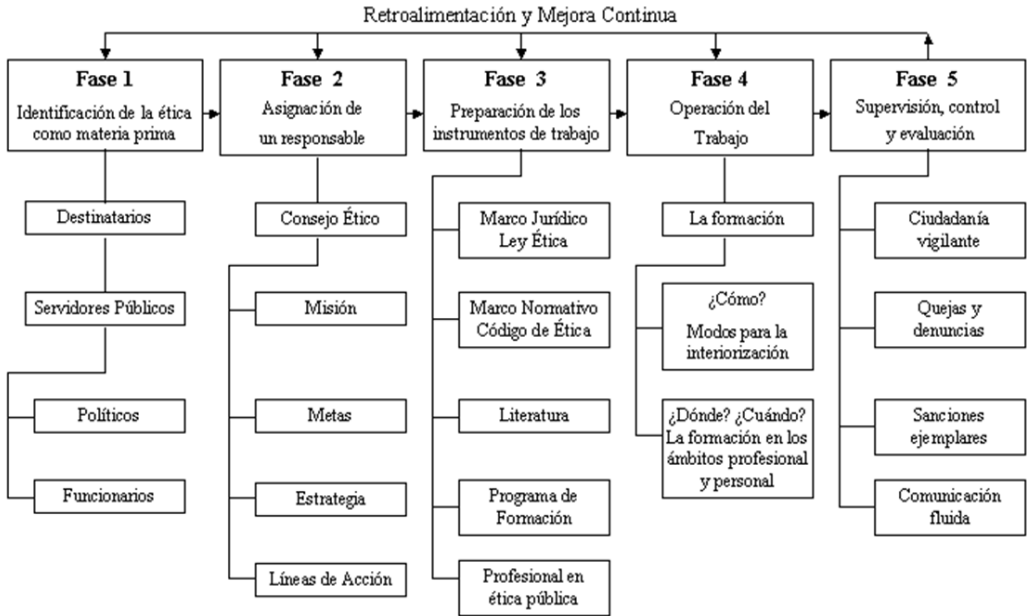 Retroalimentación y Mejora Continua
Fase 1
Identificación de la ética
como materia prima
Destinatarios
Servidores Públicos
Políticos
Funcionarios
Fase 2
Asignación de
un responsable
Consejo Ético
Misión
Metas
Estrategia
Líneas de Acción
Fase 3
Preparación de los
instrumentos de trabajo
Marco Jurídico
Ley Ética
Marco Normativo
Código de Ética
Literatura
Programa de
Formación
Profesional en
ética pública
Fase 4
Operación del
Trabajo
La formación
¿Cómo?
Modos para la
interiorización
¿Dónde? ¿Cuándo?
La formación en los
ámbitos profesional
y personal
Fase 5
Supervisión, control
y evaluación
Ciudadanía
vigilante
Quejas y
denuncias
Sanciones
ejemplares
Comunicación
fluida